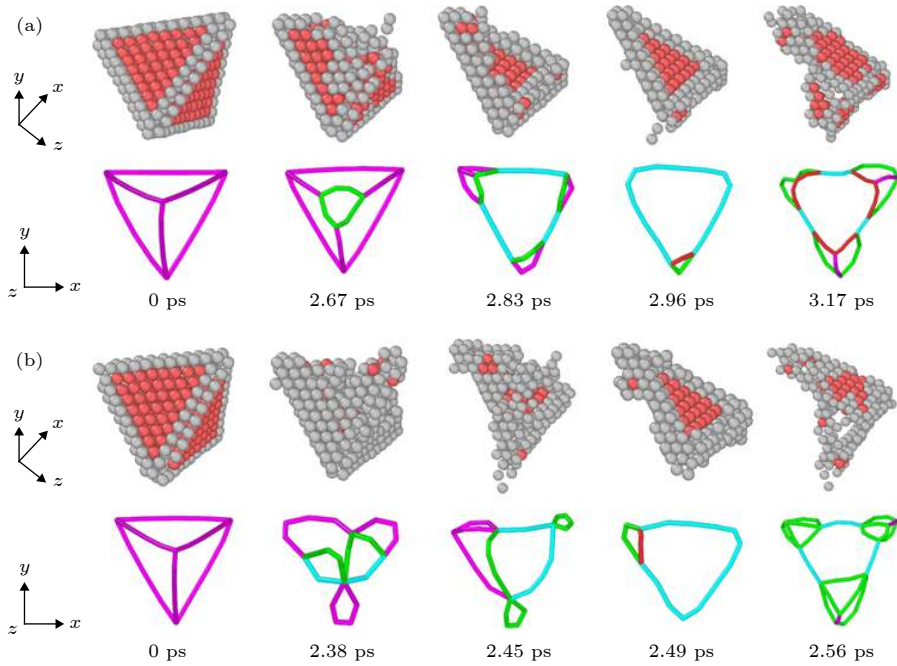 (a)
y
x
z
y
z
x
0 ps
2.67 ps
2.83 ps
2.96 ps
3.17 ps
(b)
y
x
z
y
z
x
0 ps
2.38 ps
2.45 ps
2.49 ps
2.56 ps